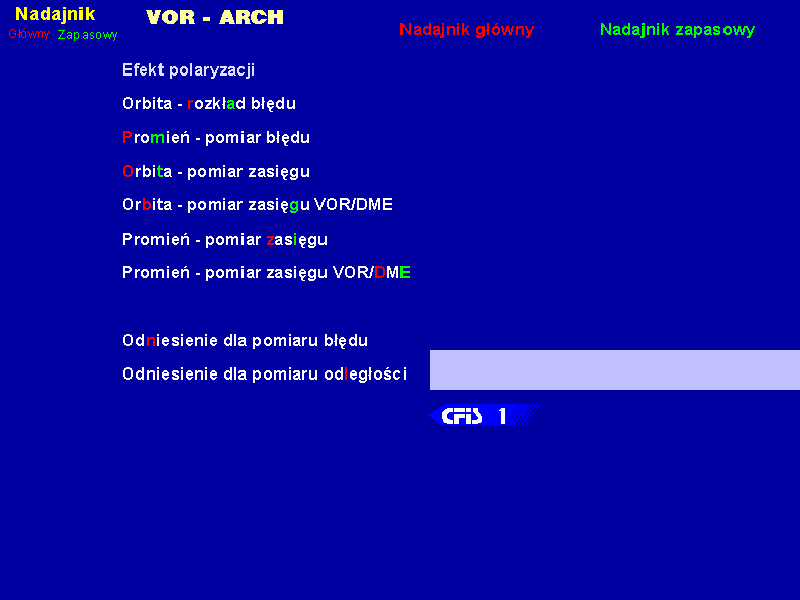 Nadajnik
Główny Zapasowy
VOR - ARCH
Nadajnik główny
Nadajnik zapasowy
Efekt polaryzacji
Orbita - rozkład błędu
Promień - pomiar błędu
Orbita - pomiar zasięgu
Orbita - pomiar zasięgu VOR/DME
Promień - pomiar zasięgu
Promień - pomiar zasięgu VOR/DME
Odniesienie dla pomiaru błędu
Odniesienie dla pomiaru odległości
CFIS 1